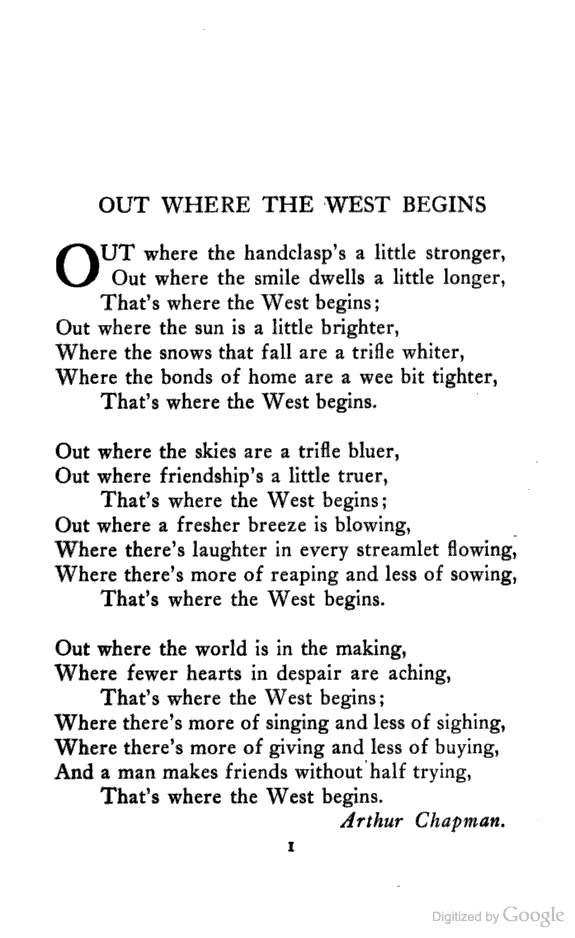 OUT WHERE THE WEST BEGINS
OUT where the handclasp's a little stronger,
Out where the smile dwells a little longer,
That's where the West begins;
Out where the sun is a little brighter,
Where the snows that fall are a trifle whiter,
Where the bonds of home are a wee bit tighter,
That's where the West begins.
Out where the skies are a trifle bluer,
Out where friendship's a little truer,
That's where the West begins;
Out where a fresher breeze is blowing,
Where there's laughter in every streamlet flowing,
Where there's more of reaping and less of sowing,
That's where the West begins.
Out where the world is in the making,
Where fewer hearts in despair are aching,
That's where the West begins;
Where there's more of singing and less of sighing,
Where there's more of giving and less of buying,
And a man makes friends without half trying,
That's where the West begins.
Arthur Chapman.
I
Digitized by Google